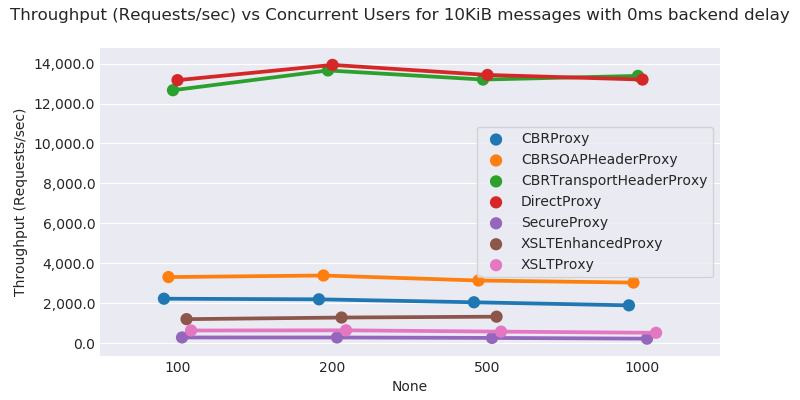 Throughput (Requests/sec) vs Concurrent Users for 10KiB messages with 0ms backend delay
Throughput (Requests/sec)
14,000.0
12,000.0
10,000.0
8,000.0
6,000.0
4,000.0
2,000.0
0.0
CBRProxy
CBRSOAPHeaderProxy
CBRTransportHeaderProxy
DirectProxy
SecureProxy
XSLTEnhancedProxy
XSLTProxy
100 200 500 1000
None